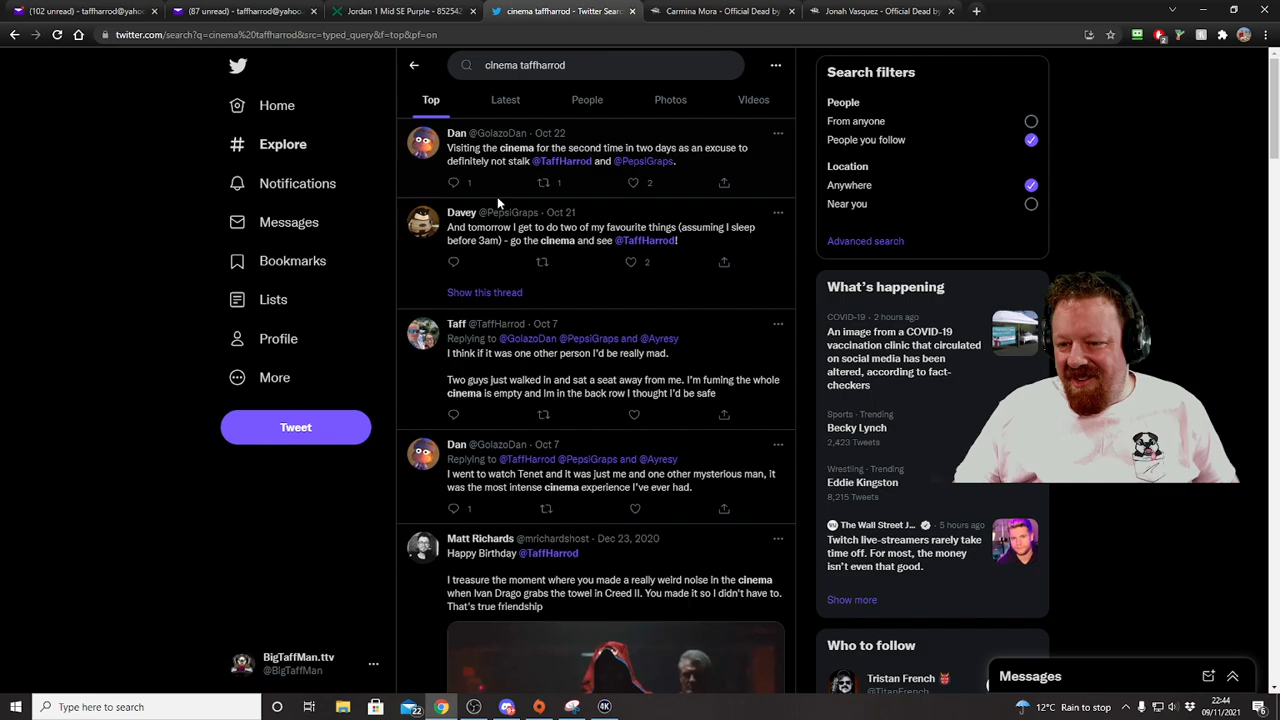 (102 unread) - taffharrod@yahoo.
(87 unread) - taffharrod@yahoo.
Jordan 1 Mid SE Purple - 852542
cinema taffharrod - Twitter Sear
Carmina Mora - Official Dead by
Jonah Vasquez - Official Dead by
twitter.com/search?q=cinema%20taffharrod&src=typed_query&f=top&pf=on
cinema taffharrod
Home
Explore
Notifications
Messages
Bookmarks
Lists
Profile
More
Tweet
BigTaffMan.ttv
@BIgTaffMan
Top
Latest
People
Photos
Videos
Dan @GolazoDan · Oct 22
Visiting the cinema for the second time in two days as an excuse to
definitely not stalk @TaffHarrod and @PepsiGraps.
1
1
2
Davey @PepsiGraps · Oct 21
And tomorrow I get to do two of my favourite things (assuming I sleep
before 3am) - go the cinema and see @TaffHarrod!
2
Show this thread
Taff @TaffHarrod · Oct 7
Replying to @GolazoDan @PepsiGraps and @Ayresy
I think if it was one other person I'd be really mad.
Two guys just walked in and sat a seat away from me. I'm fuming the whole
cinema is empty and Im in the back row I thought I'd be safe
Dan @GolazoDan · Oct 7
Replying to @TaffHarrod @PepsiGraps and @Ayresy
I went to watch Tenet and it was just me and one other mysterious man, it
was the most intense cinema experience I've ever had.
1
Matt Richards @mrichardshost · Dec 23, 2020
Happy Birthday @TaffHarrod
I treasure the moment where you made a really weird noise in the cinema
when Ivan Drago grabs the towel in Creed II. You made it so I didn't have to.
That's true friendship
Search filters
People
From anyone
People you follow
Location
Anywhere
Near you
Advanced search
What's happening
COVID-19 · 2 hours ago
An image from a COVID-19
vaccination clinic that circulated
on social media has been
altered, according to fact-
checkers
Sports · Trending
Becky Lynch
2,423 Tweets
Wrestling · Trending
Eddie Kingston
8,215 Tweets
The Wall Street J... · 5 hours ago
Twitch live-streamers rarely take
time off. For most, the money
isn't even that good.
Show more
Who to follow
Tristan French
@TitanFrench
Messages
Type here to search
22
12°C Rain to stop
22:44
09/11/2021